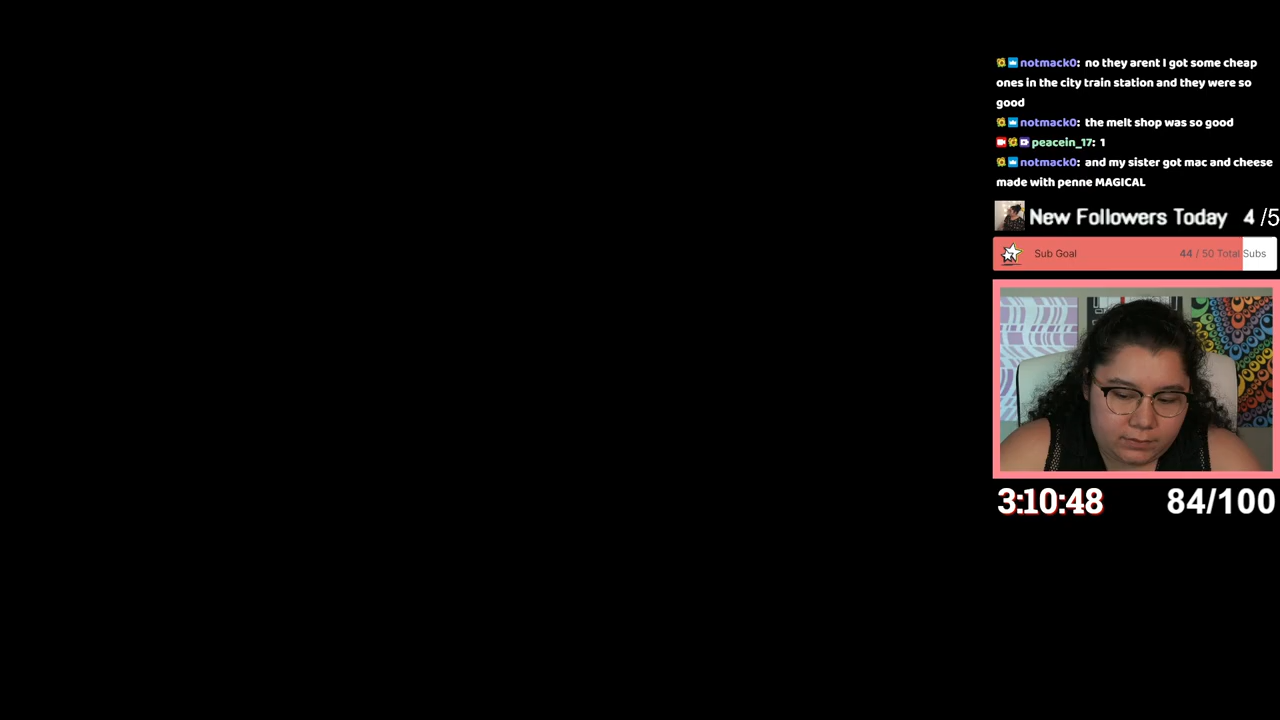 notmack0: no they arent I got some cheap
ones in the city train station and they were so
good
notmack0: the melt shop was so good
peacein_17: 1
notmack0: and my sister got mac and cheese
made with penne MAGICAL
New Followers Today 4 /5
Sub Goal 44 / 50 Total Subs
3:10:48 84/100